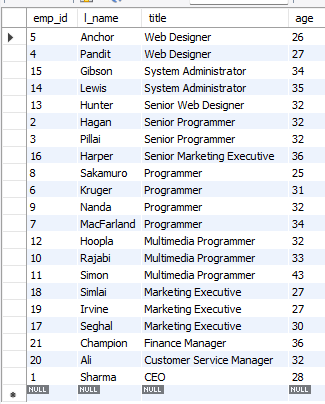 emp_id l_name title age
5 Anchor Web Designer 26
4 Pandit Web Designer 27
15 Gibson System Administrator 34
14 Lewis System Administrator 35
13 Hunter Senior Web Designer 32
2 Hagan Senior Programmer 32
3 Pillai Senior Programmer 32
16 Harper Senior Marketing Executive 36
8 Sakamuro Programmer 25
6 Kruger Programmer 31
9 Nanda Programmer 32
7 MacFarland Programmer 34
12 Hoopla Multimedia Programmer 32
10 Rajabi Multimedia Programmer 33
11 Simon Multimedia Programmer 43
18 Simlai Marketing Executive 27
19 Irvine Marketing Executive 27
17 Seghal Marketing Executive 30
21 Champion Finance Manager 36
20 Ali Customer Service Manager 32
1 Sharma CEO 28
NULL NULL NULL NULL